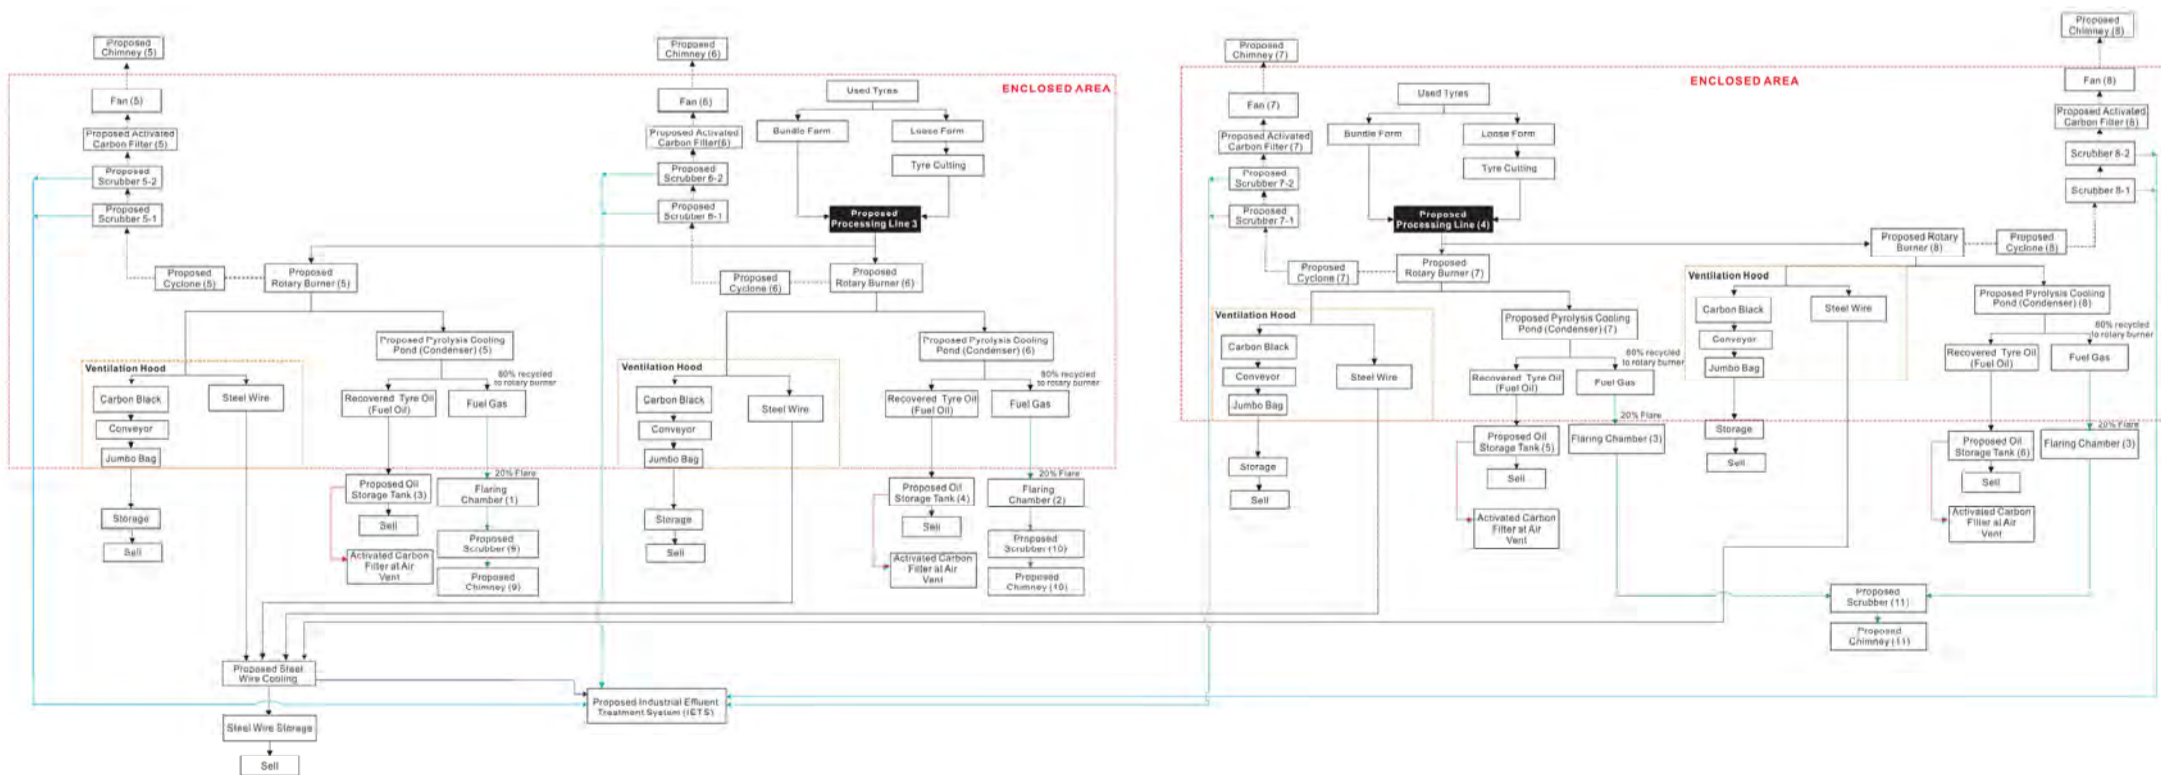 Proposed
Chimney (5)
Fan (5)
Proposed Activated
Carbon Filter (5)
Proposed
Scrubber 5-2
Proposed
Scrubber 5-1
Proposed
Cyclone (5)
Proposed
Rotary Burner (5)
Proposed
Chimney (6)
Fan (6)
Proposed Activated
Carbon Filter(6)
Proposed
Scrubber 6-2
Proposed
Scrubber 6-1
Used Tyres
Bundle Form
Loose Form
Tyre Cutting
Proposed
Processing Line 3
ENCLOSED AREA
Proposed
Cyclone (6)
Proposed
Rotary Burner (6)
Proposed Pyrolysis Cooling
Pond (Condenser) (5)
80% recycled
to rotary burner
Ventilation Hood
Carbon Black
Conveyor
Jumbo Bag
Steel Wire
Recovered Tyre Oil
(Fuel Oil)
Fuel Gas
Storage
Sell
Proposed Oil
Storage Tank (3)
Sell
Activated Carbon
Filter at Air
Vent
20% Flare
Flaring
Chamber (1)
Proposed
Scrubber (9)
Proposed
Chimney (9)
Proposed Pyrolysis Cooling
Pond (Condenser) (6)
80% recycled
to rotary burner
Ventilation Hood
Carbon Black
Conveyor
Jumbo Bag
Steel Wire
Recovered Tyre Oil
(Fuel Oil)
Fuel Gas
Storage
Sell
Proposed Oil
Storage Tank (4)
Sell
Activated Carbon
Filter at Air
Vent
20% Flare
Flaring
Chamber (2)
Proposed
Scrubber (10)
Proposed
Chimney (10)
Proposed
Chimney (7)
Fan (7)
Proposed Activated
Carbon Filter (7)
Proposed
Scrubber 7-2
Proposed
Scrubber 7-1
Used Tyres
Bundle Form
Loose Form
Tyre Cutting
Proposed
Processing Line (4)
ENCLOSED AREA
Proposed
Chimney (8)
Fan (8)
Proposed Activated
Carbon Filter (8)
Scrubber 8-2
Scrubber 8-1
Proposed Rotary
Burner (8)
Proposed
Cyclone (8)
Proposed
Cyclone (7)
Proposed
Rotary Burner (7)
Ventilation Hood
Carbon Black
Conveyor
Jumbo Bag
Steel Wire
Proposed Pyrolysis Cooling
Pond (Condenser) (7)
80% recycled
to rotary burner
Recovered Tyre Oil
(Fuel Oil)
Fuel Gas
20% Flare
Storage
Sell
Proposed Oil
Storage Tank (5)
Sell
Activated Carbon
Filter at Air
Vent
Flaring Chamber (3)
Ventilation Hood
Carbon Black
Conveyor
Jumbo Bag
Steel Wire
Storage
Sell
Proposed Pyrolysis Cooling
Pond (Condenser) (8)
80% recycled
to rotary burner
Recovered Tyre Oil
(Fuel Oil)
Fuel Gas
20% Flare
Proposed Oil
Storage Tank (6)
Sell
Activated Carbon
Filter at Air
Vent
Flaring Chamber (3)
Proposed
Scrubber (11)
Proposed
Chimney (11)
Proposed Steel
Wire Cooling
Steel Wire Storage
Sell
Proposed Industrial Effluent
Treatment System (IETS)